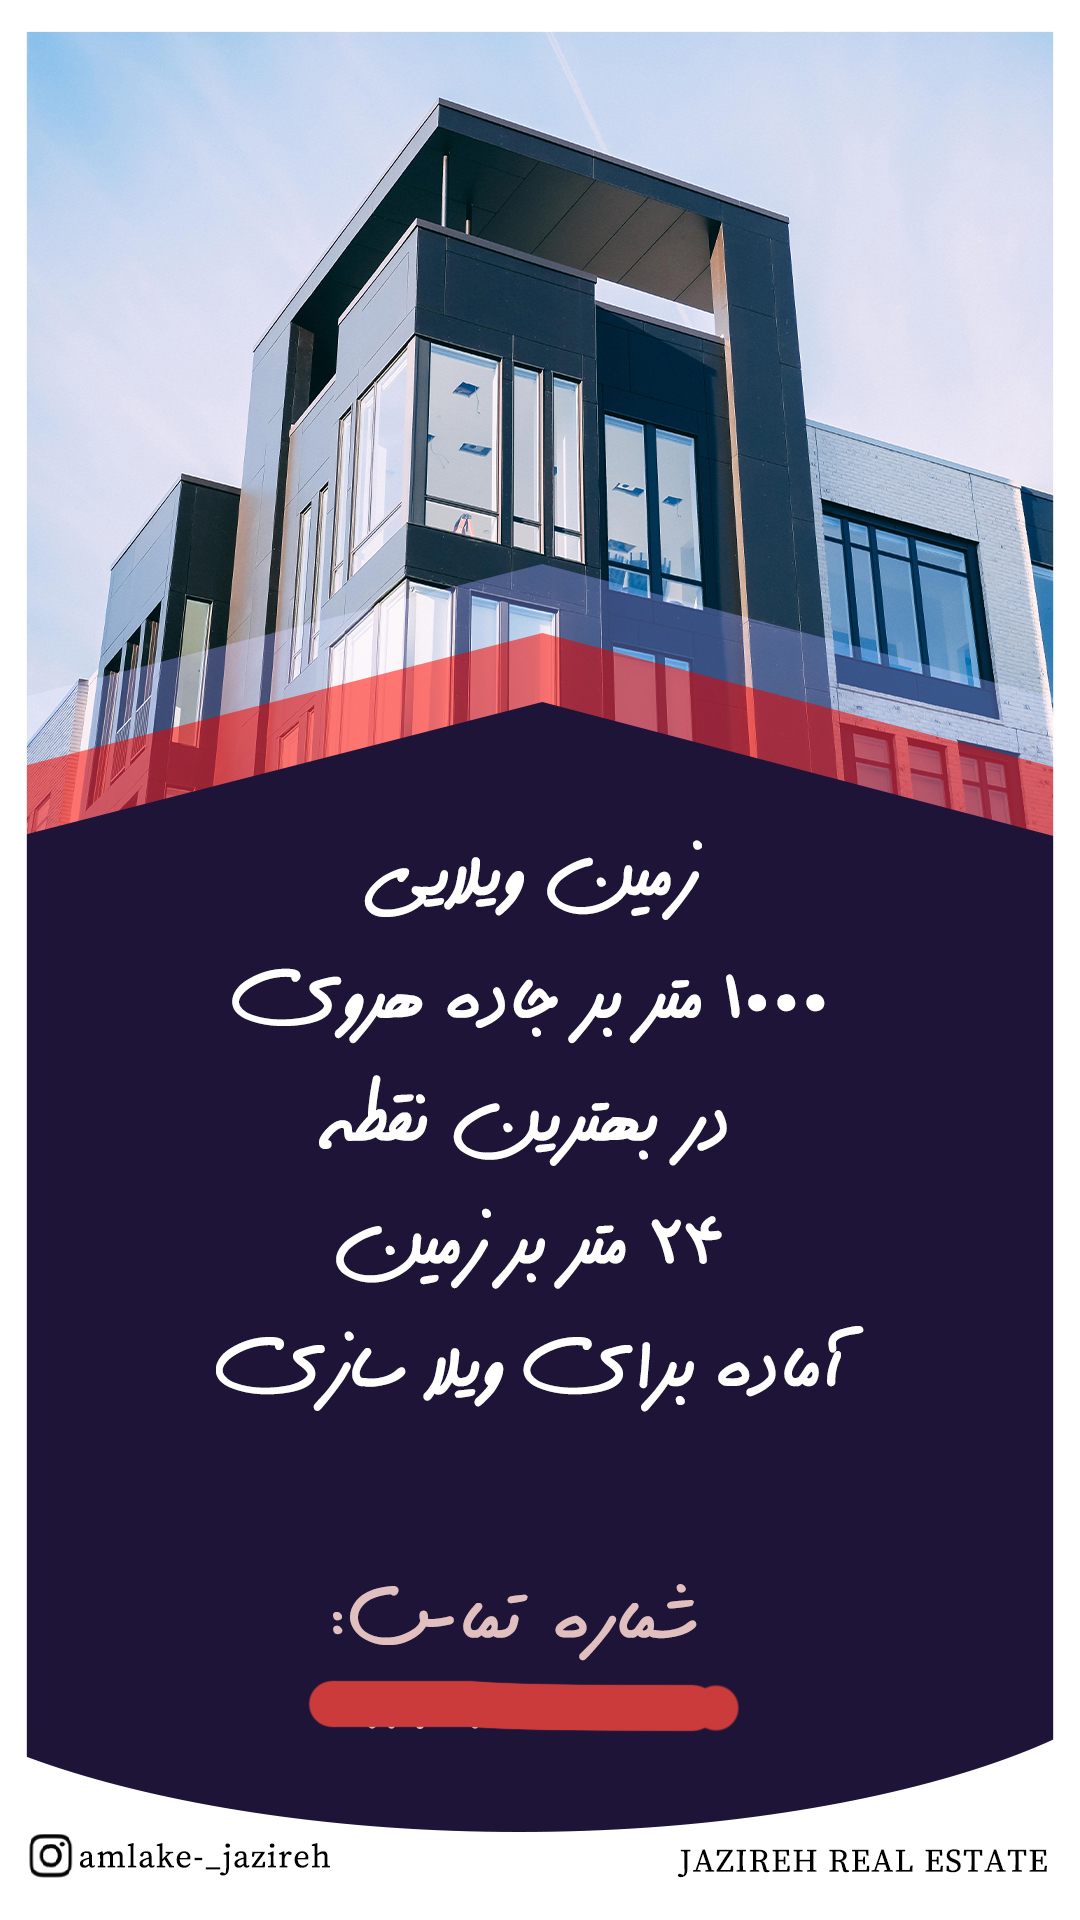 زمین ویلایی
۱۰۰۰ متر بر جاده هروی
در بهترین نقطه
۲۴ متر بر زمین
آماده برای ویلا سازی
شماره تماس:
amlake-_jazireh
JAZIREH REAL ESTATE